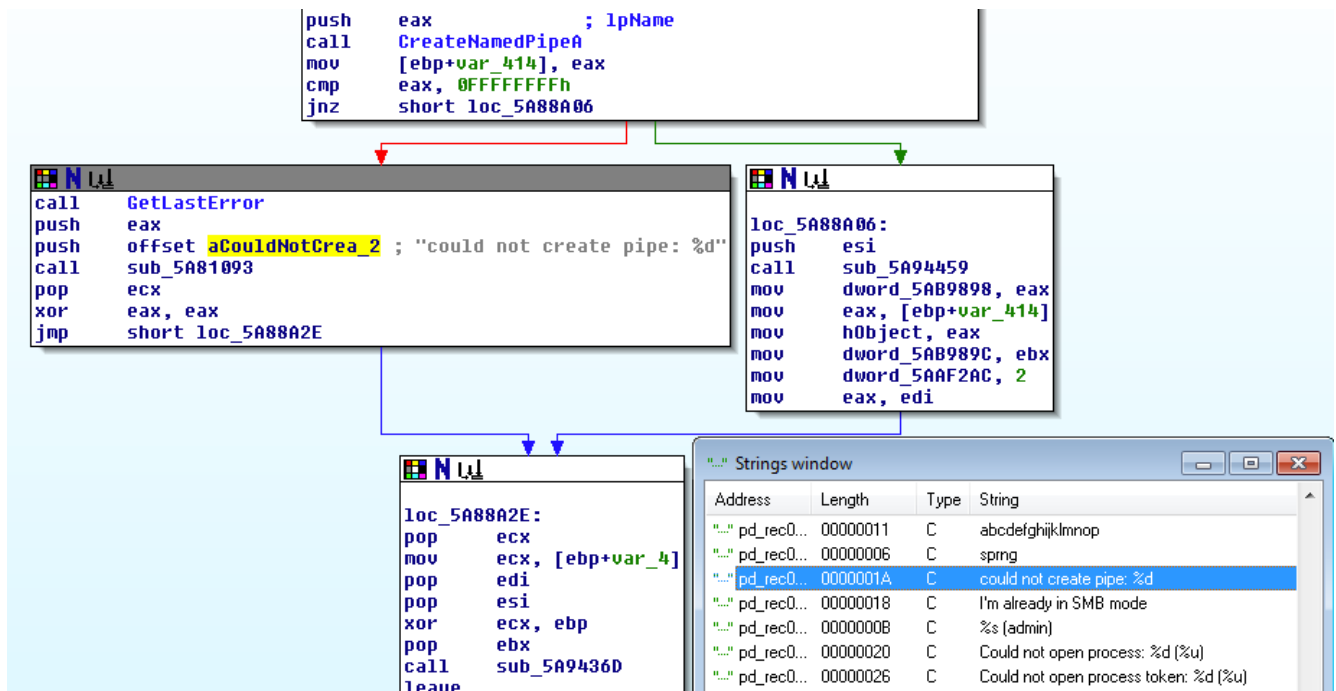 push eax ; lpName
call CreateNamedPipeA
mov [ebp+var_414], eax
cmp eax, 0FFFFFFFFh
jnz short loc_5A88A06
call GetLastError
push eax
push offset aCouldNotCrea_2 ; "could not create pipe: %d"
call sub_5A81093
pop ecx
xor eax, eax
jmp short loc_5A88A2E
loc_5A88A06:
push esi
call sub_5A94459
mov dword_5AB9898, eax
mov eax, [ebp+var_414]
mov hObject, eax
mov dword_5AB989C, ebx
mov dword_5AAF2AC, 2
mov eax, edi
loc_5A88A2E:
pop ecx
mov ecx, [ebp+var_4]
pop edi
pop esi
xor ecx, ebp
pop ebx
call sub_5A9436D
leave
"..." Strings window
Address Length Type String
"..." pd_rec0... 00000011 C abcdefghijklmnop
"..." pd_rec0... 00000006 C sprng
"..." pd_rec0... 0000001A C could not create pipe: %d
"..." pd_rec0... 00000018 C I'm already in SMB mode
"..." pd_rec0... 0000000B C %s (admin)
"..." pd_rec0... 00000020 C Could not open process: %d (%u)
"..." pd_rec0... 00000026 C Could not open process token: %d (%u)